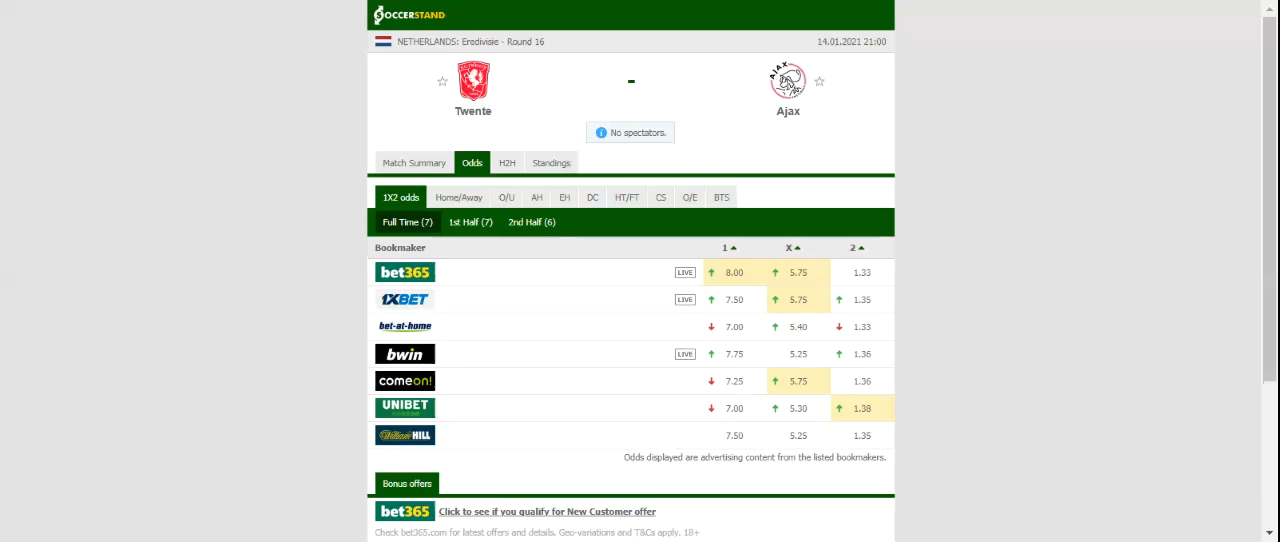 SOCCERSTAND
NETHERLANDS: Eredivisie - Round 16 14.01.2021 21:00
-
Twente Ajax
No spectators.
Match Summary Odds H2H Standings
1X2 odds Home/Away O/U AH EH DC HT/FT CS O/E BTS
Full Time (7) 1st Half (7) 2nd Half (6)
Bookmaker 1 X 2
bet365 LIVE 8.00 5.75 1.33
1XBET LIVE 7.50 5.75 1.35
bet-at-home 7.00 5.40 1.33
bwin LIVE 7.75 5.25 1.36
comeon! 7.25 5.75 1.36
UNIBET 7.00 5.30 1.38
William HILL 7.50 5.25 1.35
Odds displayed are advertising content from the listed bookmakers.
Bonus offers
bet365 Click to see if you qualify for New Customer offer
Check bet365.com for latest offers and details. Geo-variations and T&Cs apply. 18+